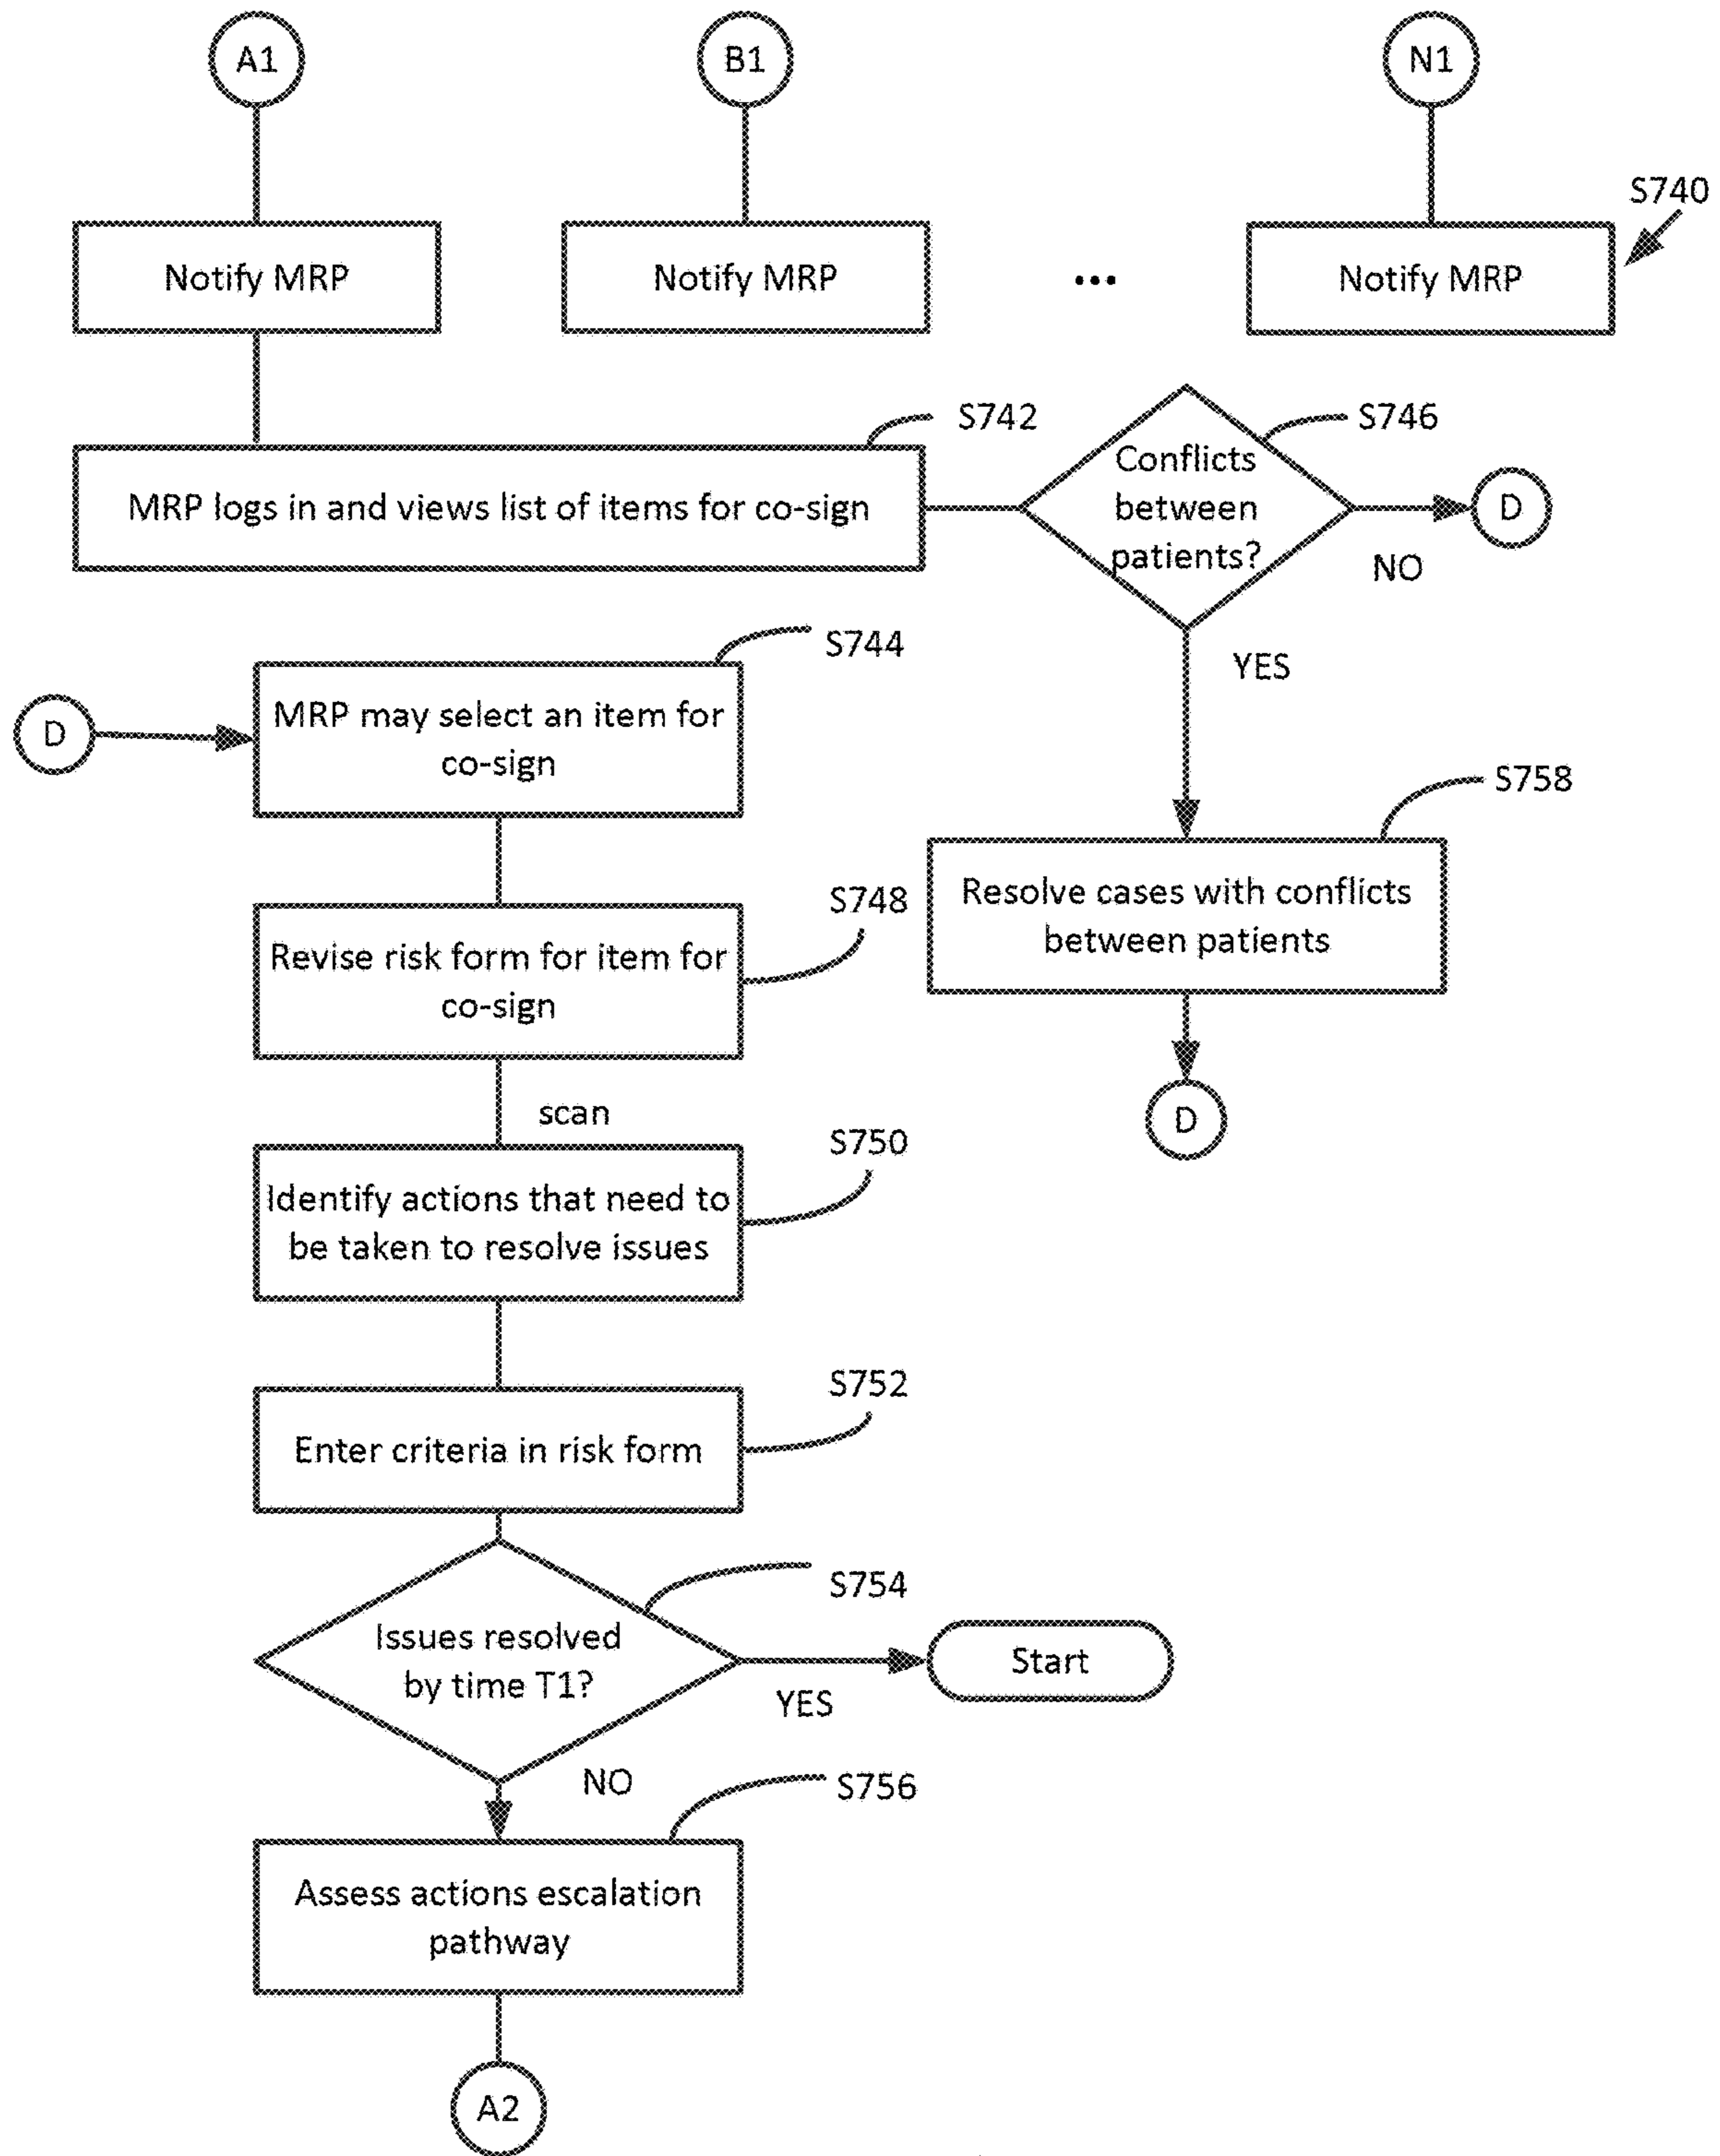 A1
B1
N1
S740
Notify MRP
Notify MRP
...
Notify MRP
S742
S746
MRP logs in and views list of items for co-sign
Conflicts
between
patients?
D
NO
S744
YES
D
MRP may select an item for
co-sign
S758
S748
Resolve cases with conflicts
between patients
Revise risk form for item for
co-sign
D
scan
S750
Identify actions that need to
be taken to resolve issues
S752
Enter criteria in risk form
S754
Issues resolved
by time T1?
Start
YES
NO
S756
Assess actions escalation
pathway
A2